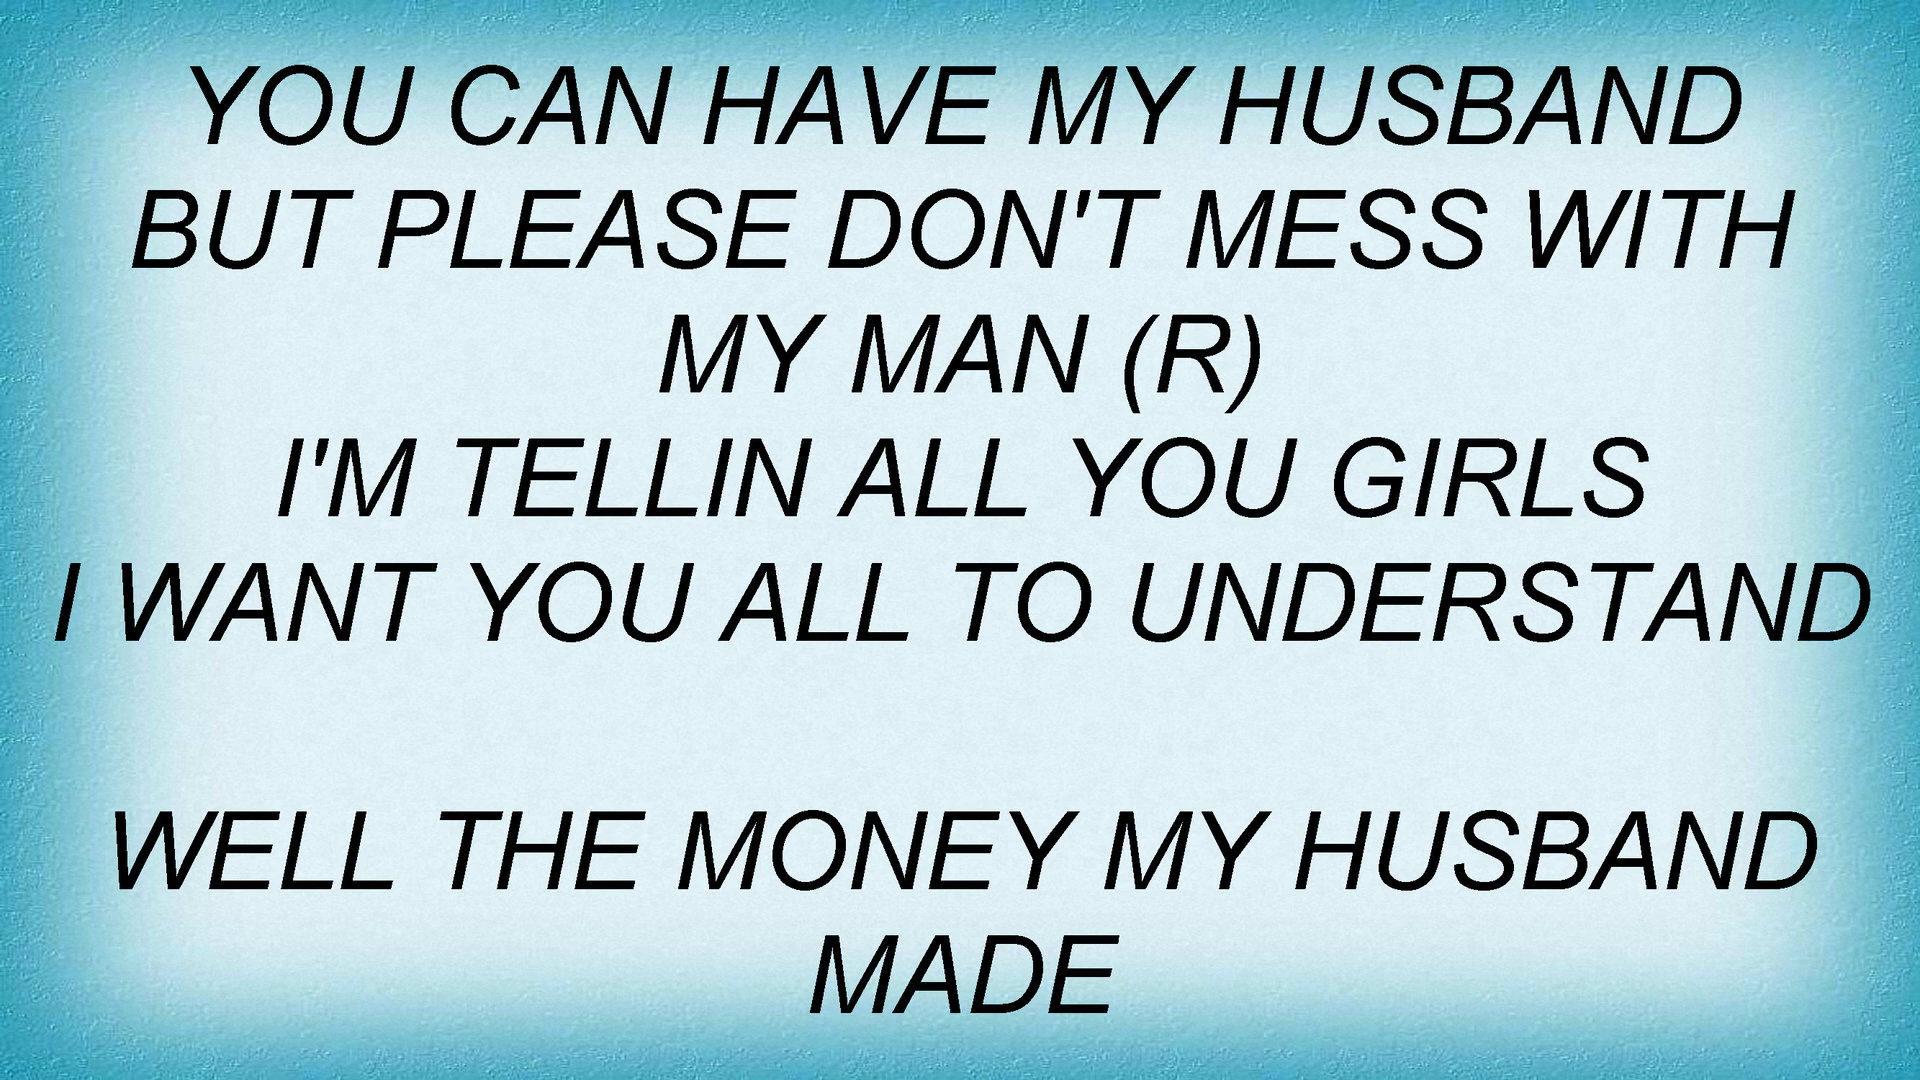 YOU CAN HAVE MY HUSBAND
BUT PLEASE DON'T MESS WITH
MY MAN (R)
I'M TELLIN ALL YOU GIRLS
I WANT YOU ALL TO UNDERSTAND
WELL THE MONEY MY HUSBAND
MADE